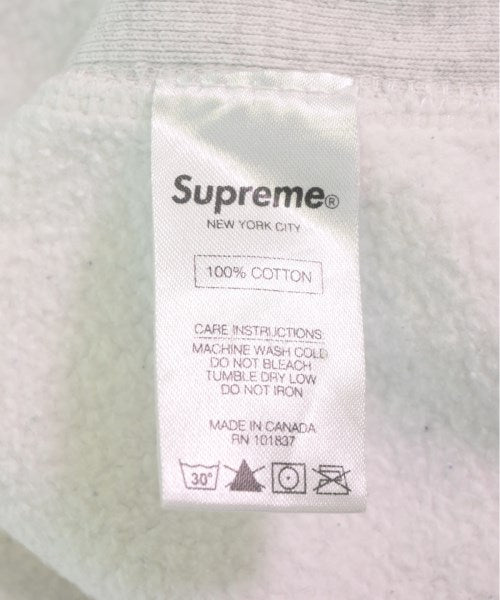 Supreme®
NEW YORK CITY
100% COTTON
CARE INSTRUCTIONS
MACHINE WASH COLD
DO NOT BLEACH
TUMBLE DRY LOW
DO NOT IRON
MADE IN CANADA
RN 101837
30°